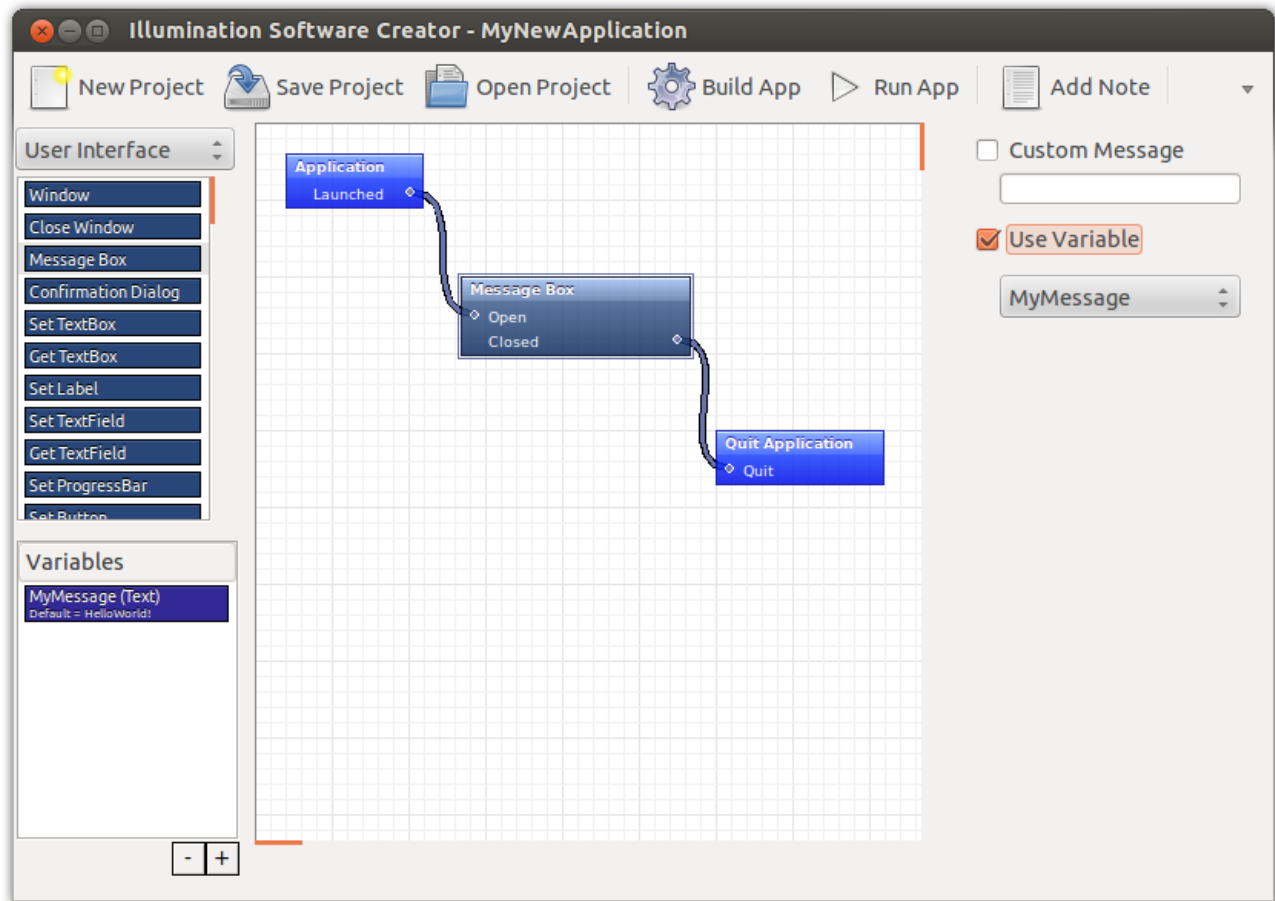 Illumination Software Creator - MyNewApplication
New Project Save Project Open Project Build App Run App Add Note
User Interface
Window
Close Window
Message Box
Confirmation Dialog
Set TextBox
Get TextBox
Set Label
Set TextField
Get TextField
Set ProgressBar
Set Button
Variables
MyMessage (Text)
Default = HelloWorld!
- +
Application
Launched
Message Box
Open
Closed
Quit Application
Quit
Custom Message
Use Variable
MyMessage